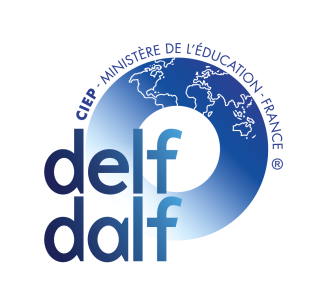 CIEP - MINISTÈRE DE L'ÉDUCATION - FRANCE ®
delf
dalf